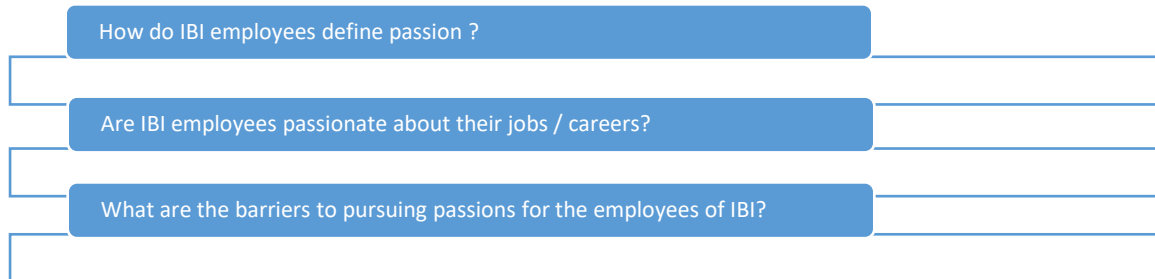 How do IBI employees define passion ?
Are IBI employees passionate about their jobs / careers?
What are the barriers to pursuing passions for the employees of IBI?